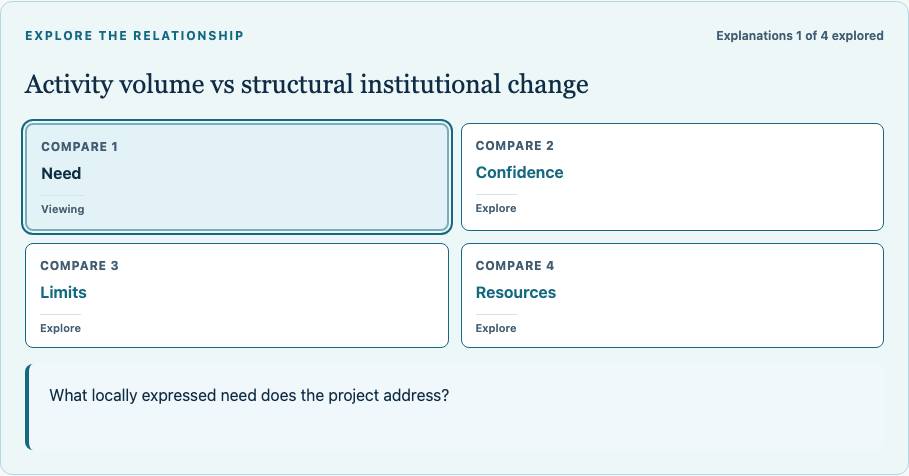 EXPLORE THE RELATIONSHIP
Explanations 1 of 4 explored
Activity volume vs structural institutional change
COMPARE 1
Need
Viewing
COMPARE 2
Confidence
Explore
COMPARE 3
Limits
Explore
COMPARE 4
Resources
Explore
What locally expressed need does the project address?